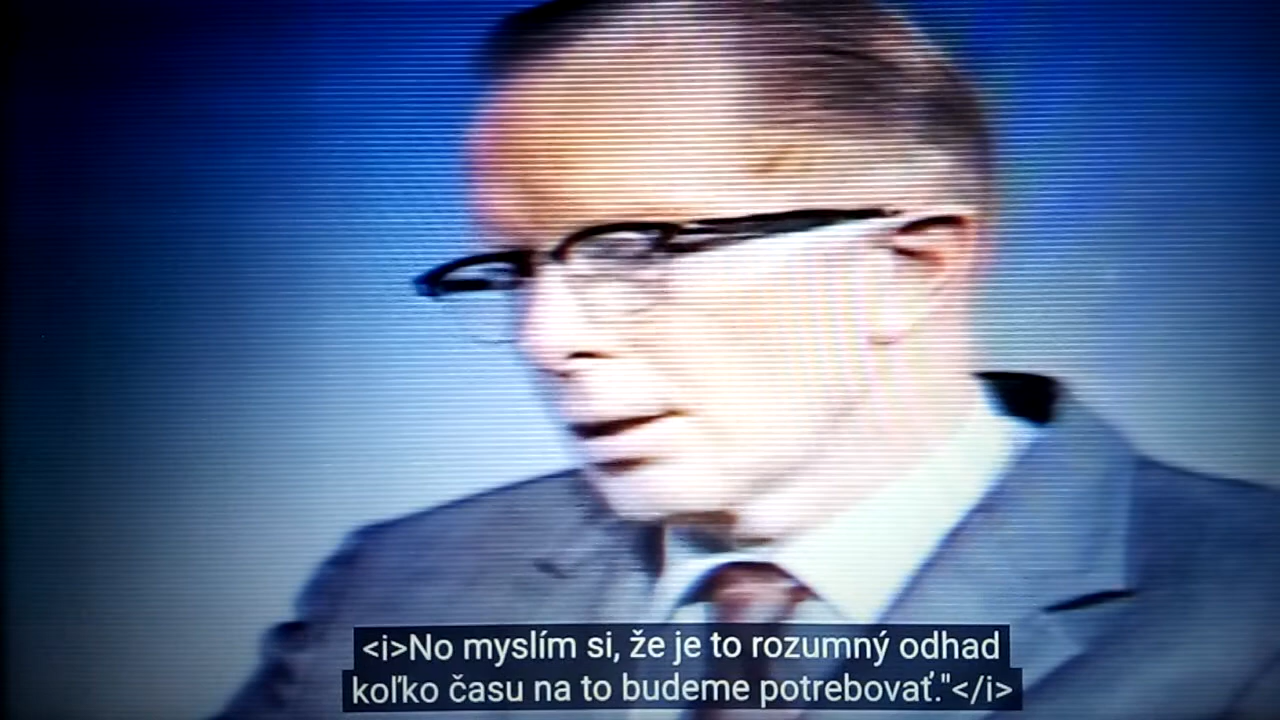 <i>No myslím si, že je to rozumný odhad
koľko času na to budeme potrebovať."</i>